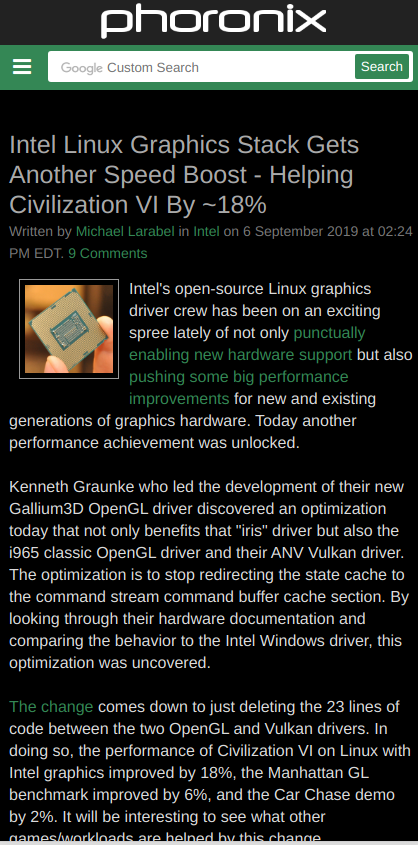 phoronix
Google Custom Search
Search
Intel Linux Graphics Stack Gets
Another Speed Boost - Helping
Civilization VI By ~18%
Written by Michael Larabel in Intel on 6 September 2019 at 02:24
PM EDT. 9 Comments
Intel's open-source Linux graphics
driver crew has been on an exciting
spree lately of not only punctually
enabling new hardware support but also
pushing some big performance
improvements for new and existing
generations of graphics hardware. Today another
performance achievement was unlocked.
Kenneth Graunke who led the development of their new
Gallium3D OpenGL driver discovered an optimization
today that not only benefits that "iris" driver but also the
i965 classic OpenGL driver and their ANV Vulkan driver.
The optimization is to stop redirecting the state cache to
the command stream command buffer cache section. By
looking through their hardware documentation and
comparing the behavior to the Intel Windows driver, this
optimization was uncovered.
The change comes down to just deleting the 23 lines of
code between the two OpenGL and Vulkan drivers. In
doing so, the performance of Civilization VI on Linux with
Intel graphics improved by 18%, the Manhattan GL
benchmark improved by 6%, and the Car Chase demo
by 2%. It will be interesting to see what other
games/workloads are helped by this change.